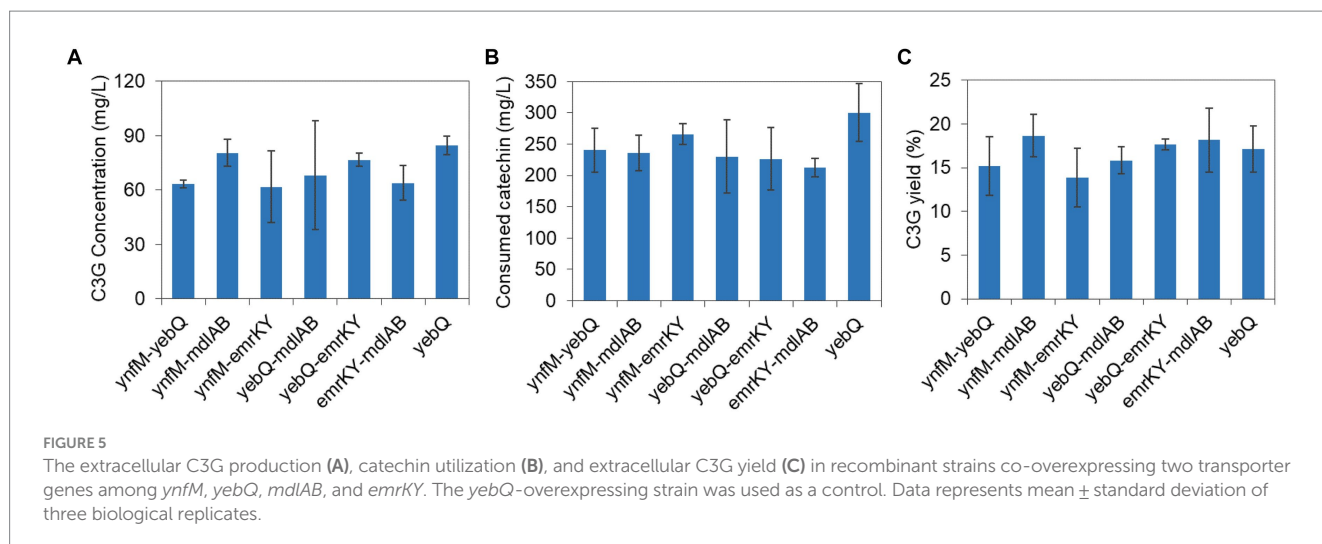 A
C3G Concentration (mg/L)
120
90
60
30
0
ynfM-yebQ
ynfM-mdlAB
ynfM-emrKY
yebQ-mdlAB
yebQ-emrKY
emrKY-mdlAB
yebQ
B
Consumed catechin (mg/L)
350
300
250
200
150
100
50
0
ynfM-yebQ
ynfM-mdlAB
ynfM-emrKY
yebQ-mdlAB
yebQ-emrKY
emrKY-mdlAB
yebQ
C
C3G yield (%)
25
20
15
10
5
0
ynfM-yebQ
ynfM-mdlAB
ynfM-emrKY
yebQ-mdlAB
yebQ-emrKY
emrKY-mdlAB
yebQ
FIGURE 5
The extracellular C3G production (A), catechin utilization (B), and extracellular C3G yield (C) in recombinant strains co-overexpressing two transporter
genes among ynfM, yebQ, mdlAB, and emrKY. The yebQ-overexpressing strain was used as a control. Data represents mean ± standard deviation of
three biological replicates.